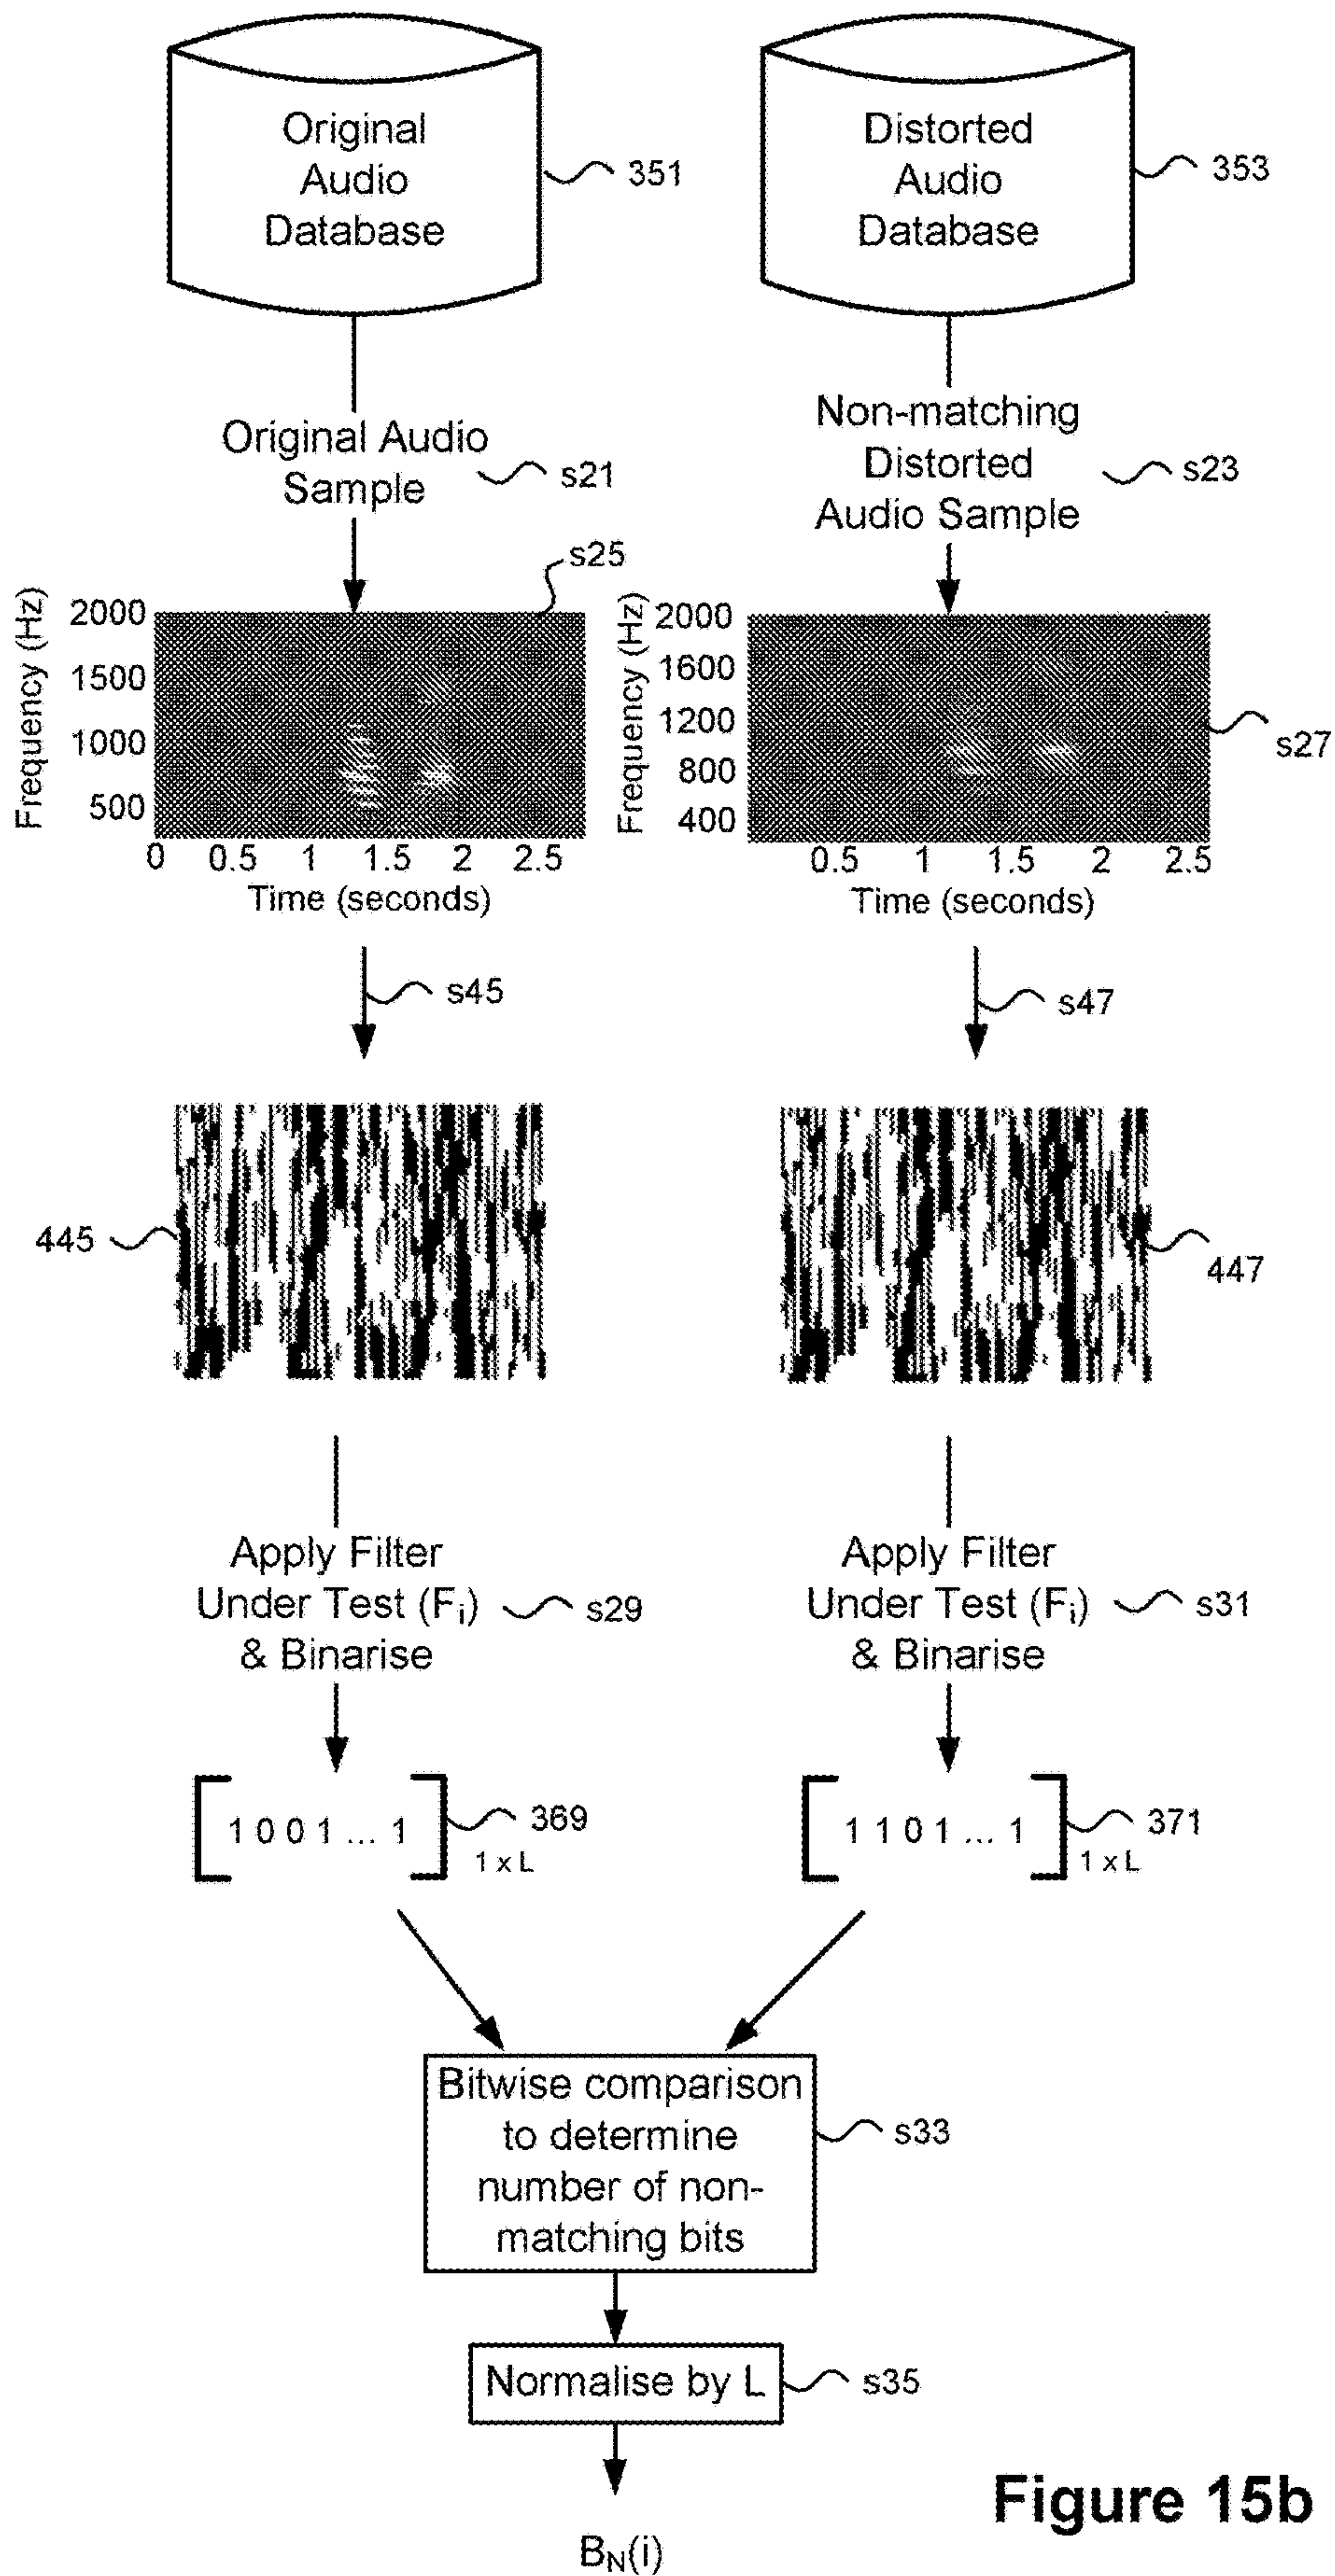 Original
Audio
Database
351
Distorted
Audio
Database
353
Original Audio
Sample
s21
Non-matching
Distorted
Audio Sample
s23
s25
Frequency (Hz)
2000
1500
1000
500
0 0.5 1 1.5 2 2.5
Time (seconds)
Frequency (Hz)
2000
1600
1200
800
400
0.5 1 1.5 2 2.5
Time (seconds)
s27
s45
s47
445
447
Apply Filter
Under Test (Fi)
& Binarise
s29
Apply Filter
Under Test (Fi)
& Binarise
s31
1 0 0 1 ... 1
369
1 x L
1 1 0 1 ... 1
371
1 x L
Bitwise comparison
to determine
number of non-
matching bits
s33
Normalise by L
s35
BN(i)
Figure 15b